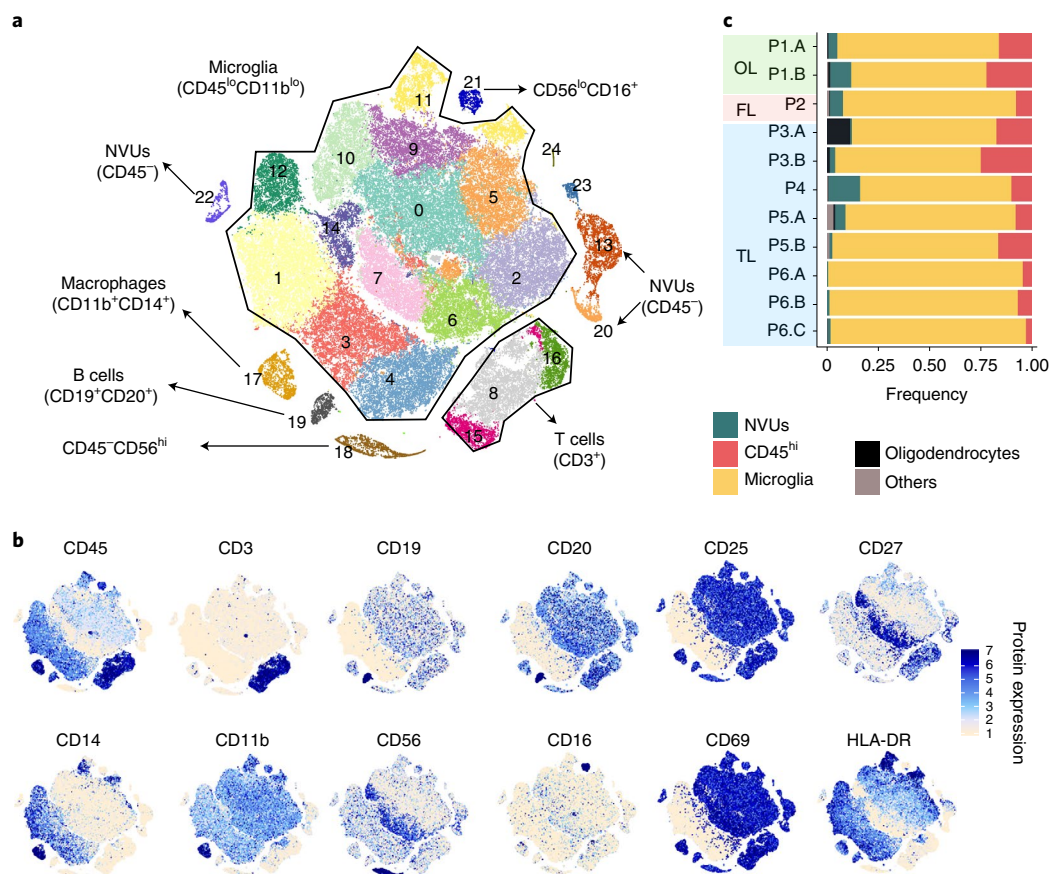 a
Microglia
(CD45loCD11blo)
NVUs
(CD45–)
Macrophages
(CD11b+CD14+)
B cells
(CD19+CD20+)
CD45–CD56hi
CD56loCD16+
NVUs
(CD45–)
T cells
(CD3+)
11
21
9
10
24
12
5
23
22
0
14
13
1
7
2
6
20
3
16
4
8
17
19
15
18
c
OL
FL
TL
P1.A
P1.B
P2
P3.A
P3.B
P4
P5.A
P5.B
P6.A
P6.B
P6.C
0 0.25 0.50 0.75 1.00
Frequency
NVUs
CD45hi
Microglia
Oligodendrocytes
Others
b
CD45 CD3 CD19 CD20 CD25 CD27
CD14 CD11b CD56 CD16 CD69 HLA-DR
7
6
5
4
3
2
1
Protein expression